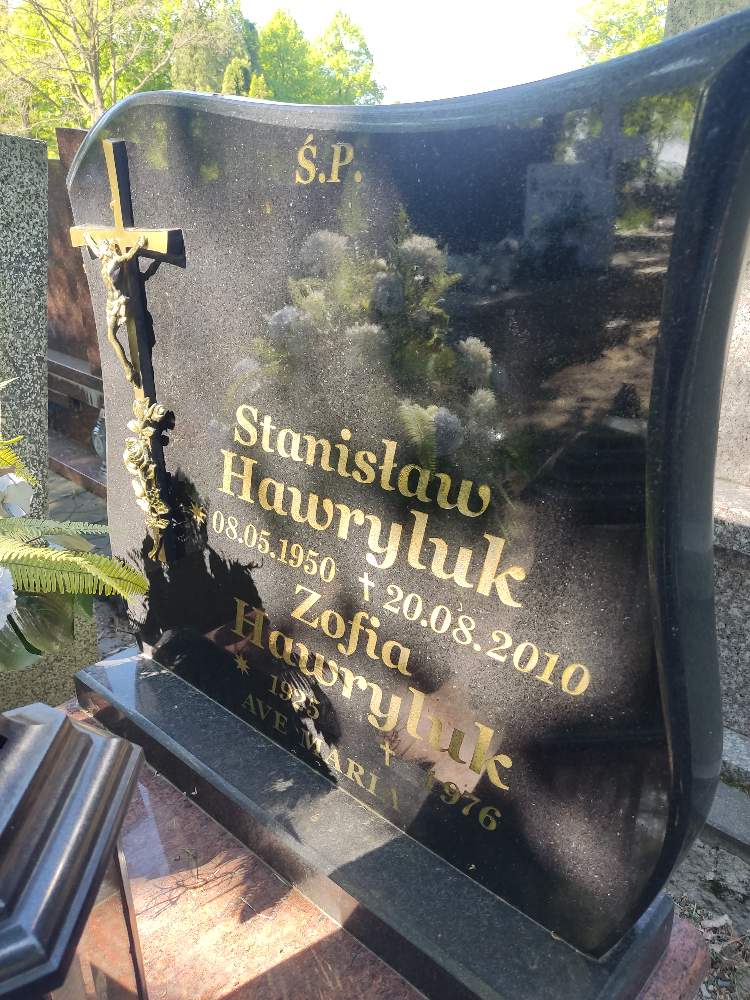 Ś.P.
Stanisław
Hawryluk
* 08.05.1950 † 20.08.2010
Zofia
Hawryluk
* 1925 † 1976
AVE MARIA